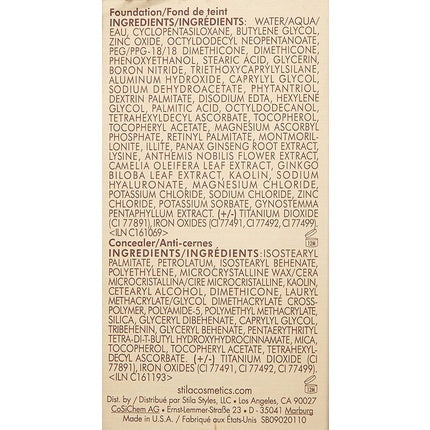 Foundation/Fond de teint
INGREDIENTS/INGRÉDIENTS: WATER/AQUA/
EAU, CYCLOPENTASILOXANE, BUTYLENE GLYCOL,
ZINC OXIDE, OCTYLDODECYL NEOPENTANOATE,
PEG/PPG-18/18 DIMETHICONE, DIMETHICONE,
PHENOXYETHANOL, STEARIC ACID, GLYCERIN,
BORON NITRIDE, TRIETHOXYCAPRYLYLSILANE,
ALUMINUM HYDROXIDE, CAPRYLYL GLYCOL,
SODIUM DEHYDROACETATE, PHYTANTRIOL,
DEXTRIN PALMITATE, DISODIUM EDTA, HEXYLENE
GLYCOL, PALMITIC ACID, OCTYLDODECANOL,
TETRAHEXYLDECYL ASCORBATE, TOCOPHEROL,
TOCOPHERYL ACETATE, MAGNESIUM ASCORBYL
PHOSPHATE, RETINYL PALMITATE, MONTMORIL-
LONITE, ILLITE, PANAX GINSENG ROOT EXTRACT,
LYSINE, ANTHEMIS NOBILIS FLOWER EXTRACT,
CAMELLIA OLEIFERA LEAF EXTRACT, GINKGO
BILOBA LEAF EXTRACT, KAOLIN, SODIUM
HYALURONATE, MAGNESIUM CHLORIDE,
POTASSIUM CHLORIDE, SODIUM CHLORIDE, ZINC
CHLORIDE, POTASSIUM SORBATE, GYNOSTEMMA
PENTAPHYLLUM EXTRACT. (+/-) TITANIUM DIOXIDE
(CI 77891), IRON OXIDES (CI 77491, CI 77492, CI 77499).
<ILN C161069>
12M
Concealer/Anti-cernes
INGREDIENTS/INGRÉDIENTS: ISOSTEARYL
PALMITATE, PETROLATUM, ISOSTEARYL BEHENATE,
POLYETHYLENE, MICROCRYSTALLINE WAX/CERA
MICROCRISTALLINA/CIRE MICROCRISTALLINE, KAOLIN,
CETEARYL ALCOHOL, DIMETHICONE, LAURYL
METHACRYLATE/GLYCOL DIMETHACRYLATE CROSS-
POLYMER, POLYAMIDE-5, POLYMETHYL METHACRYLATE,
SILICA, GLYCERYL DIBEHENATE, CAPRYLYL GLYCOL,
TRIBEHENIN, GLYCERYL BEHENATE, PENTAERYTHRITYL
TETRA-DI-T-BUTYL HYDROXYHYDROCINNAMATE, MICA,
TOCOPHEROL, TOCOPHERYL ACETATE, TETRAHEXYL-
DECYL ASCORBATE. (+/-) TITANIUM DIOXIDE (CI
77891), IRON OXIDES (CI 77491, CI 77492, CI 77499).
<ILN C161193>
12M
stilacosmetics.com
Dist. by / Distribué par Stila Styles, LLC • Los Angeles, CA 90027
CoSiChem AG • Ernst-Lemmer-Straße 23 • D - 35041 Marburg
Made in U.S.A. / Fabriqué aux États-Unis SB09020110